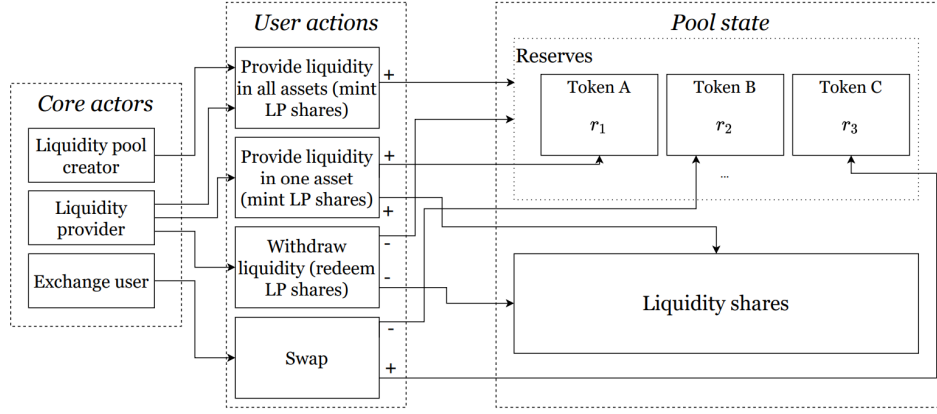 Core actors
Liquidity pool
creator
Liquidity
provider
Exchange user
User actions
Provide liquidity
in all assets (mint
LP shares)
+
Provide liquidity
in one asset
(mint LP shares)
+
+
Withdraw
liquidity (redeem
LP shares)
-
-
Swap
-
+
Pool state
Reserves
Token A
r₁
Token B
r₂
Token C
r₃
...
Liquidity shares